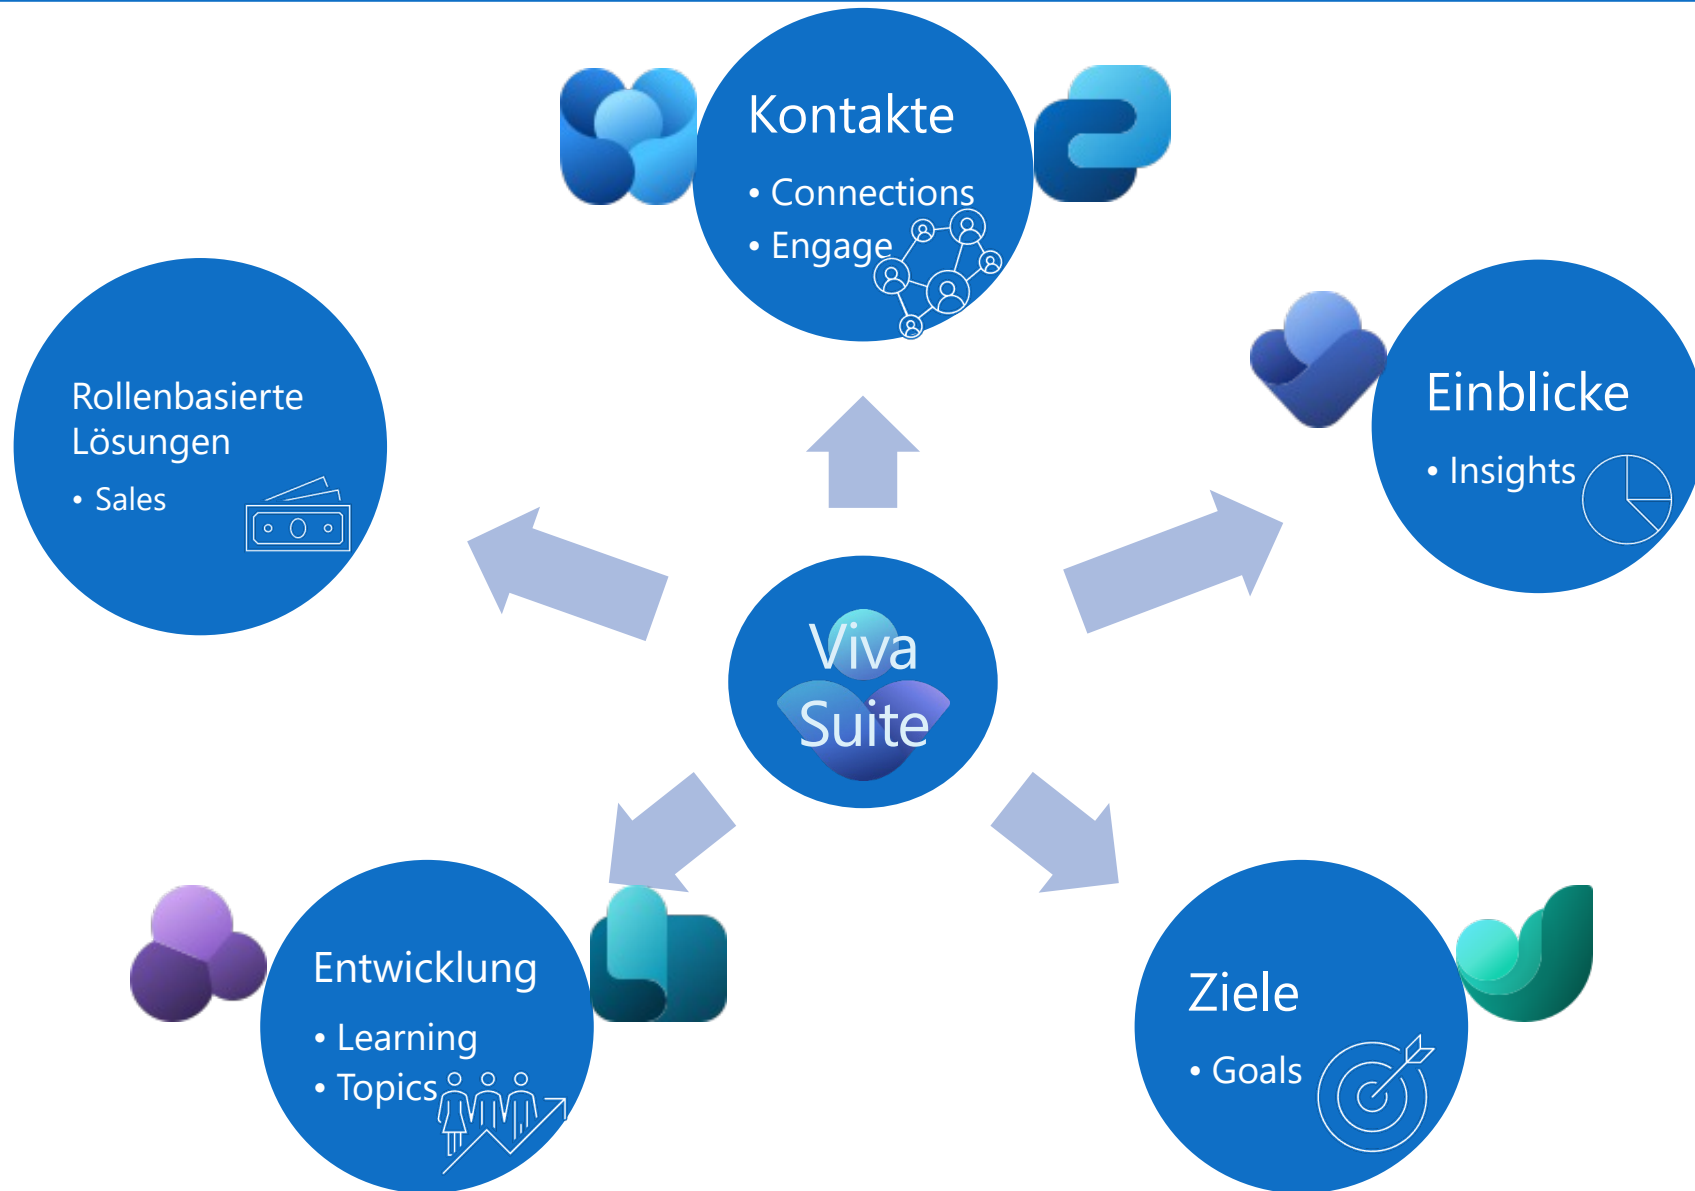 Kontakte
• Connections
• Engage
Rollenbasierte
Lösungen
• Sales
Einblicke
• Insights
Viva
Suite
Entwicklung
• Learning
• Topics
Ziele
• Goals